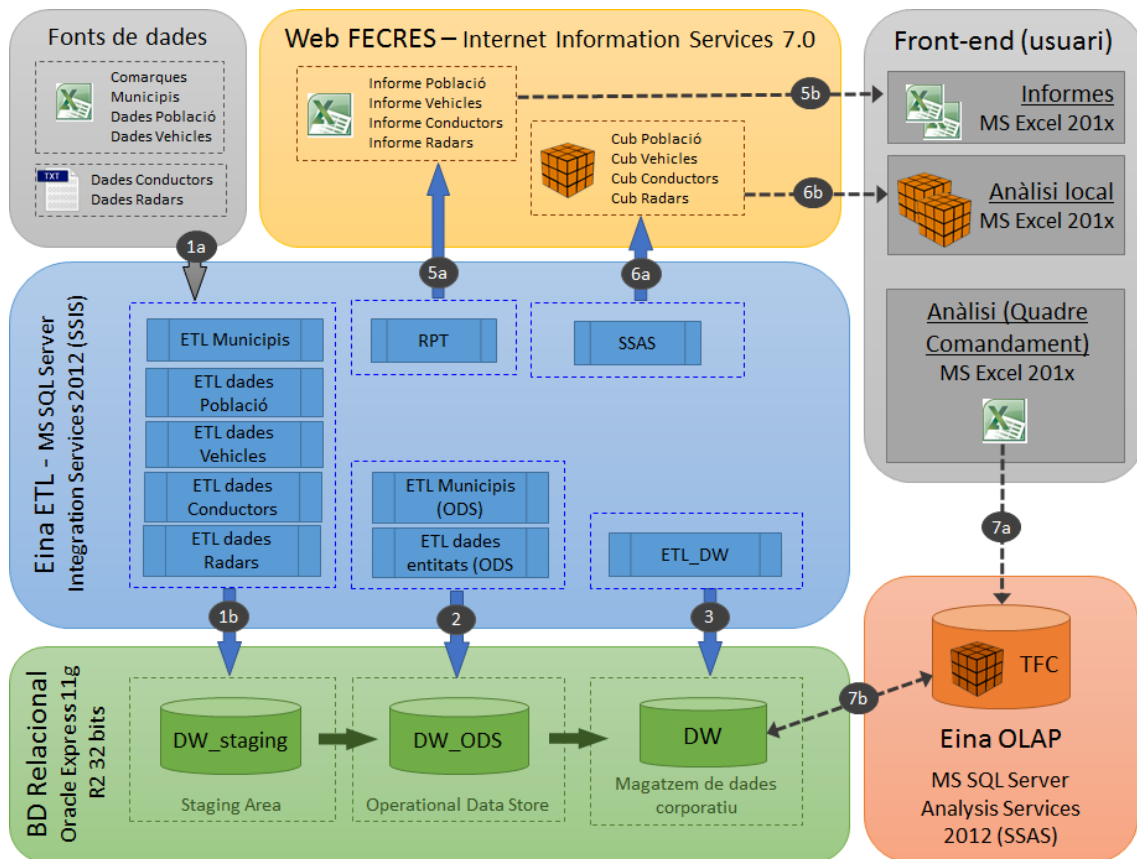 Fonts de dades
Comarques
Municipis
Dades Població
Dades Vehicles
TXT
Dades Conductors
Dades Radars
1a
Web FECRES – Internet Information Services 7.0
Informe Població
Informe Vehicles
Informe Conductors
Informe Radars
Cub Població
Cub Vehicles
Cub Conductors
Cub Radars
5b
6b
5a
6a
Front-end (usuari)
Informes
MS Excel 201x
Anàlisi local
MS Excel 201x
Anàlisi (Quadre
Comandament)
MS Excel 201x
7a
Eina ETL - MS SQL Server
Integration Services 2012 (SSIS)
ETL Municipis
ETL dades
Població
ETL dades
Vehicles
ETL dades
Conductors
ETL dades
Radars
RPT
SSAS
ETL Municipis
(ODS)
ETL dades
entitats (ODS
ETL_DW
1b
2
3
BD Relacional
Oracle Express 11g
R2 32 bits
DW_staging
Staging Area
DW_ODS
Operational Data Store
DW
Magatzem de dades
corporatiu
7b
TFC
Eina OLAP
MS SQL Server
Analysis Services
2012 (SSAS)